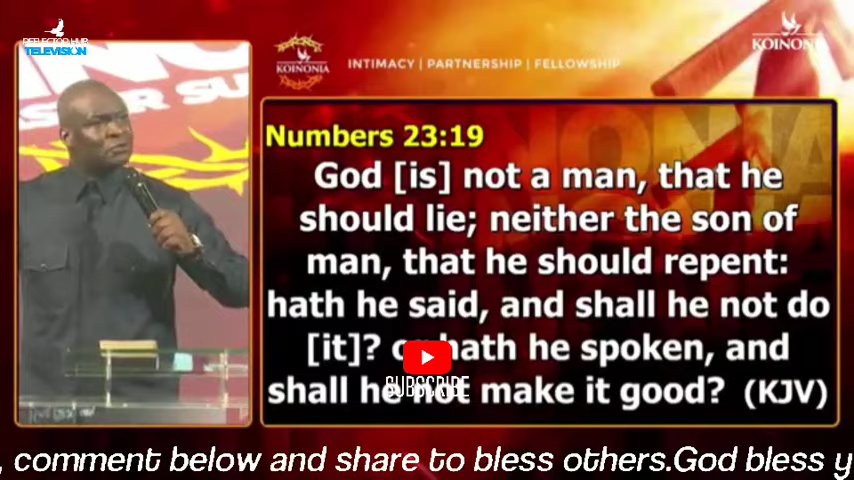 REFLECTOR HUB
TELEVISION
KOINONIA
INTIMACY | PARTNERSHIP | FELLOWSHIP
KOINONIA
Numbers 23:19
God [is] not a man, that he
should lie; neither the son of
man, that he should repent:
hath he said, and shall he not do
[it]? or hath he spoken, and
shall he not make it good? (KJV)
SUBSCRIBE
, comment below and share to bless others.God bless y